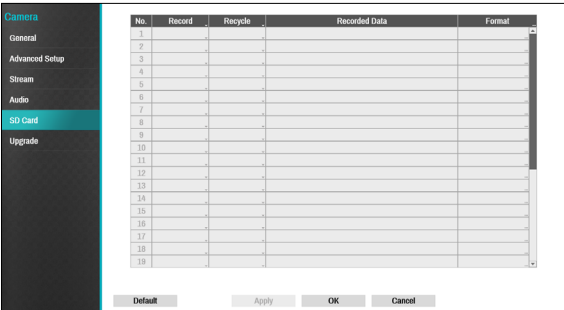 Camera
General
Advanced Setup
Stream
Audio
SD Card
Upgrade
No. Record Recycle Recorded Data Format
1
2
3
4
5
6
7
8
9
10
11
12
13
14
15
16
17
18
19
Default Apply OK Cancel